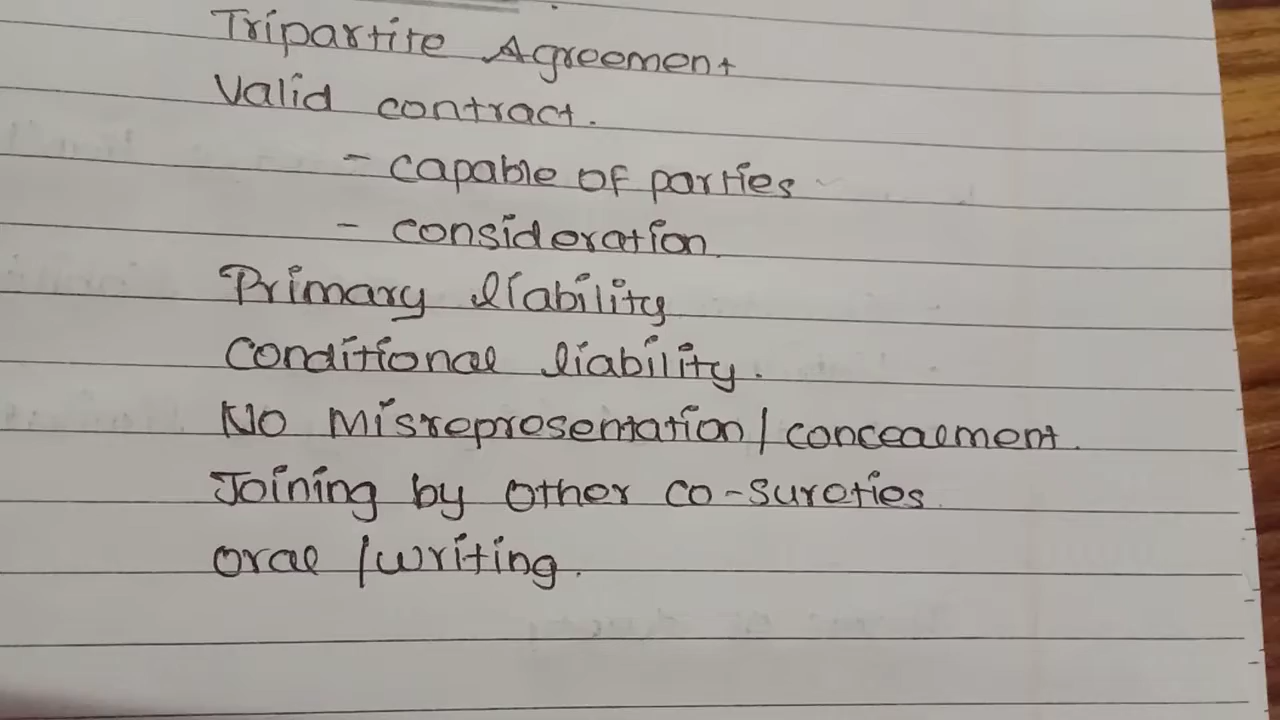 Tripartite Agreement
Valid contract.
- capable of parties
- consideration
Primary liability
Conditional liability.
No Misrepresentation / concealment.
Joining by other co-sureties
Oral / writing.